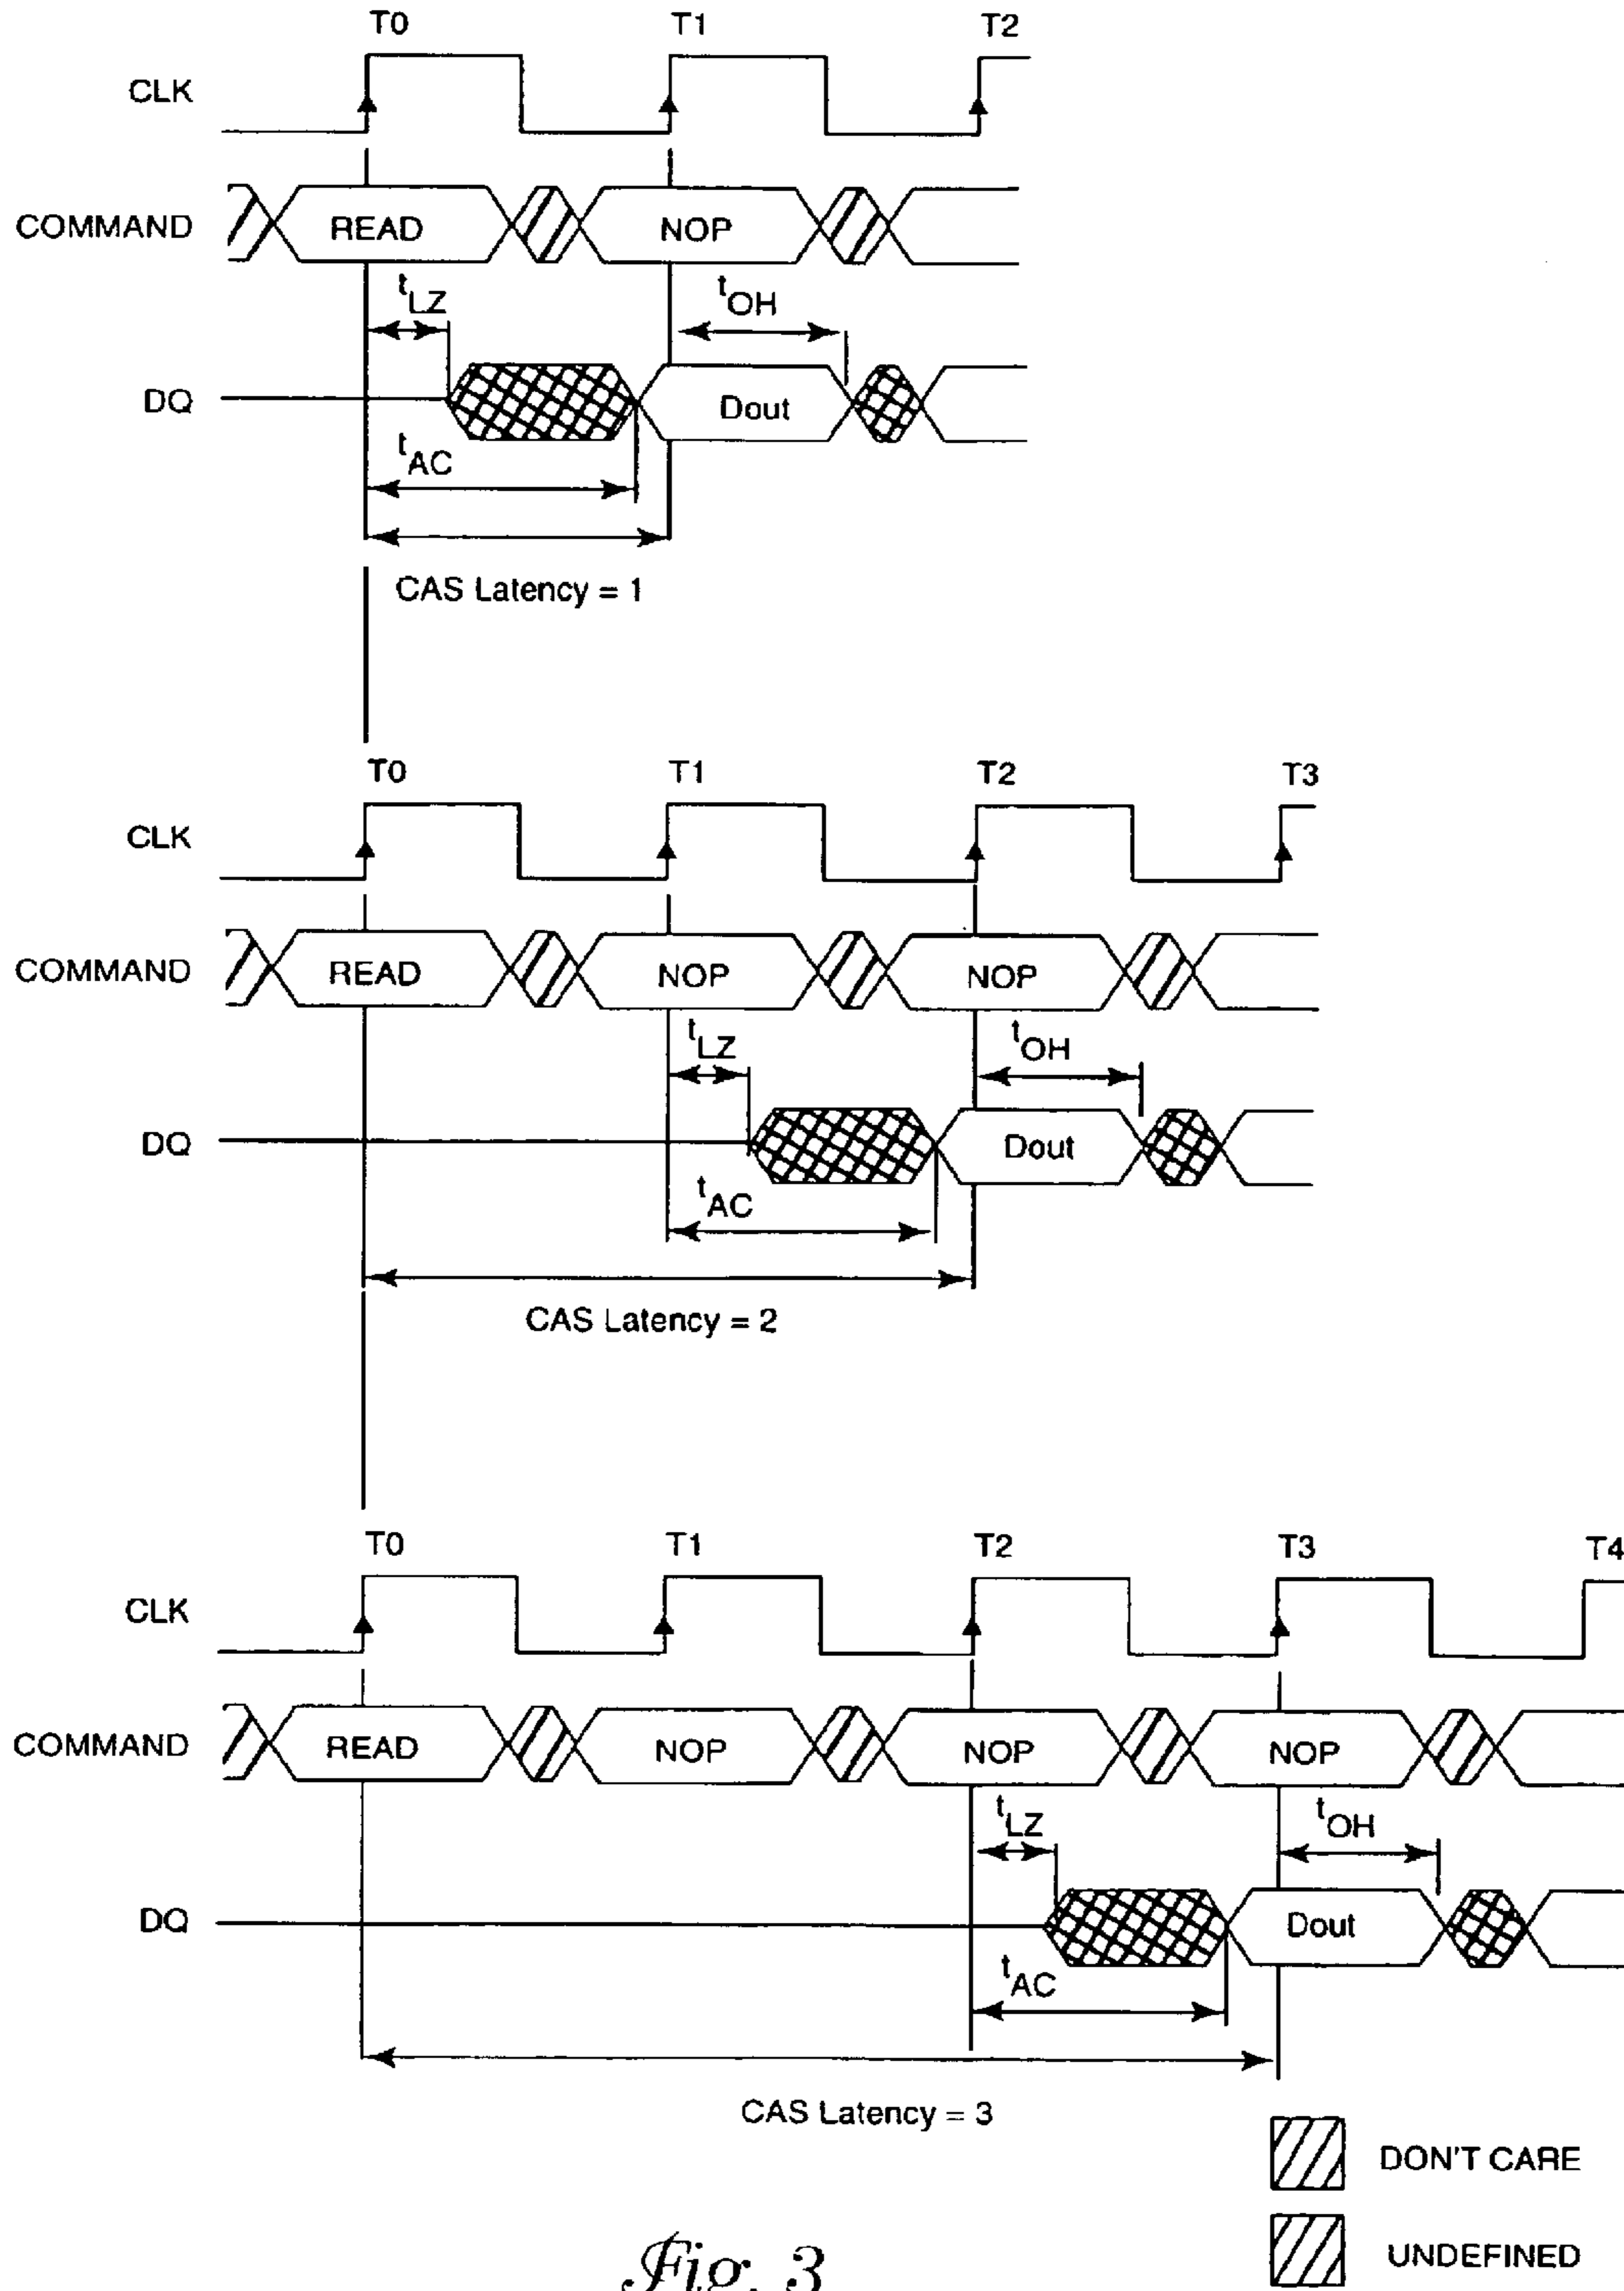 T0 T1 T2
CLK
COMMAND READ NOP
tLZ tOH
DQ Dout
tAC
CAS Latency = 1
T0 T1 T2 T3
CLK
COMMAND READ NOP NOP
tLZ tOH
DQ Dout
tAC
CAS Latency = 2
T0 T1 T2 T3 T4
CLK
COMMAND READ NOP NOP NOP
tLZ tOH
DQ Dout
tAC
CAS Latency = 3
DON'T CARE
UNDEFINED
Fig. 3